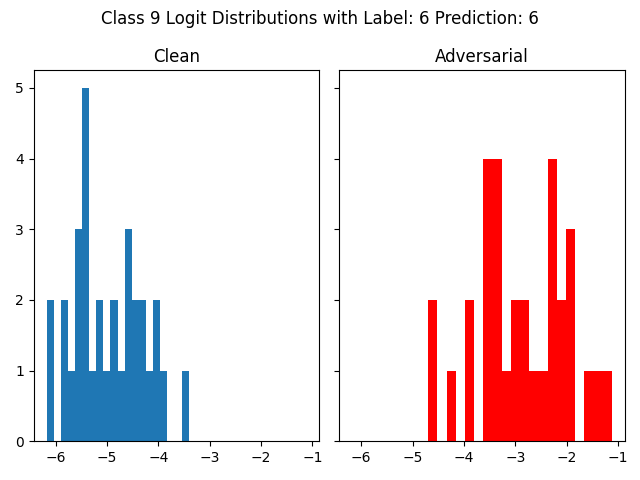 Class 9 Logit Distributions with Label: 6 Prediction: 6
Clean
Adversarial
5
4
3
2
1
0
−6 −5 −4 −3 −2 −1
−6 −5 −4 −3 −2 −1